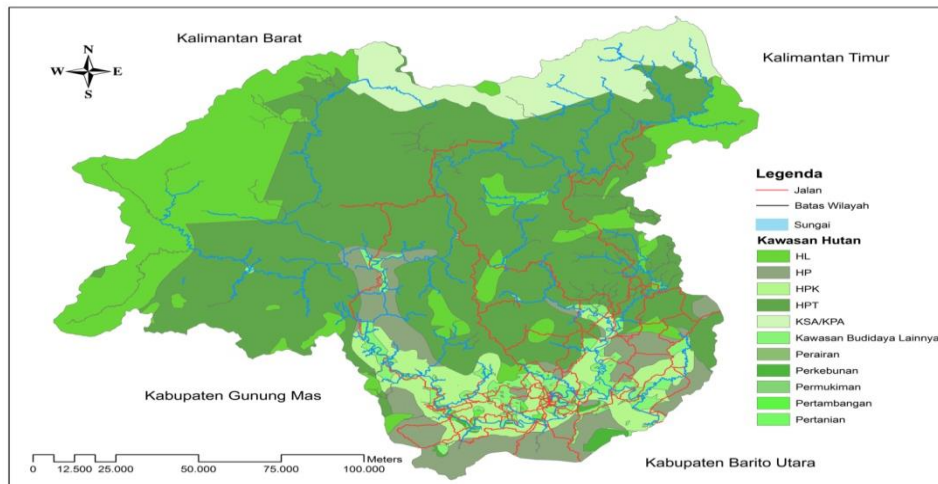 Kalimantan Barat
Kalimantan Timur
N
W E
S
Legenda
Jalan
Batas Wilayah
Sungai
Kawasan Hutan
HL
HP
HPK
HPT
KSA/KPA
Kawasan Budidaya Lainnya
Perairan
Perkebunan
Permukiman
Pertambangan
Pertanian
Kabupaten Gunung Mas
Kabupaten Barito Utara
0 12.500 25.000 50.000 75.000 100.000
Meters